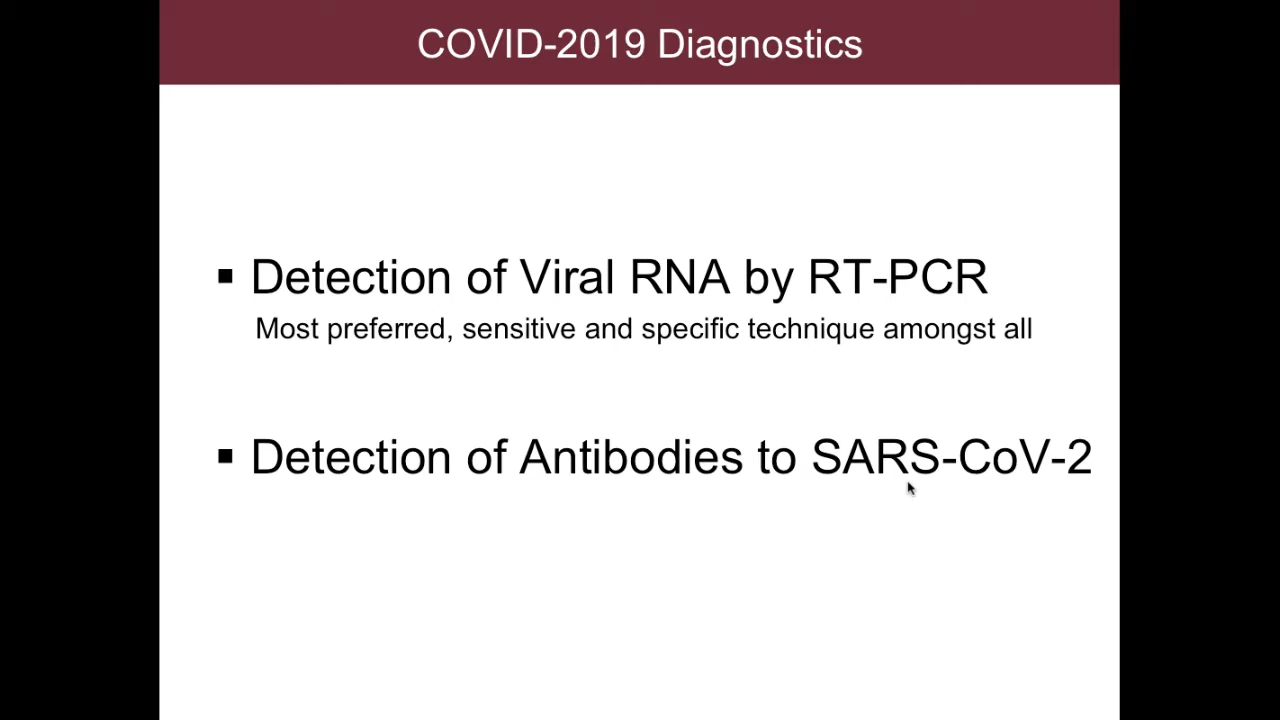 COVID-2019 Diagnostics
▪ Detection of Viral RNA by RT-PCR
Most preferred, sensitive and specific technique amongst all
▪ Detection of Antibodies to SARS-CoV-2